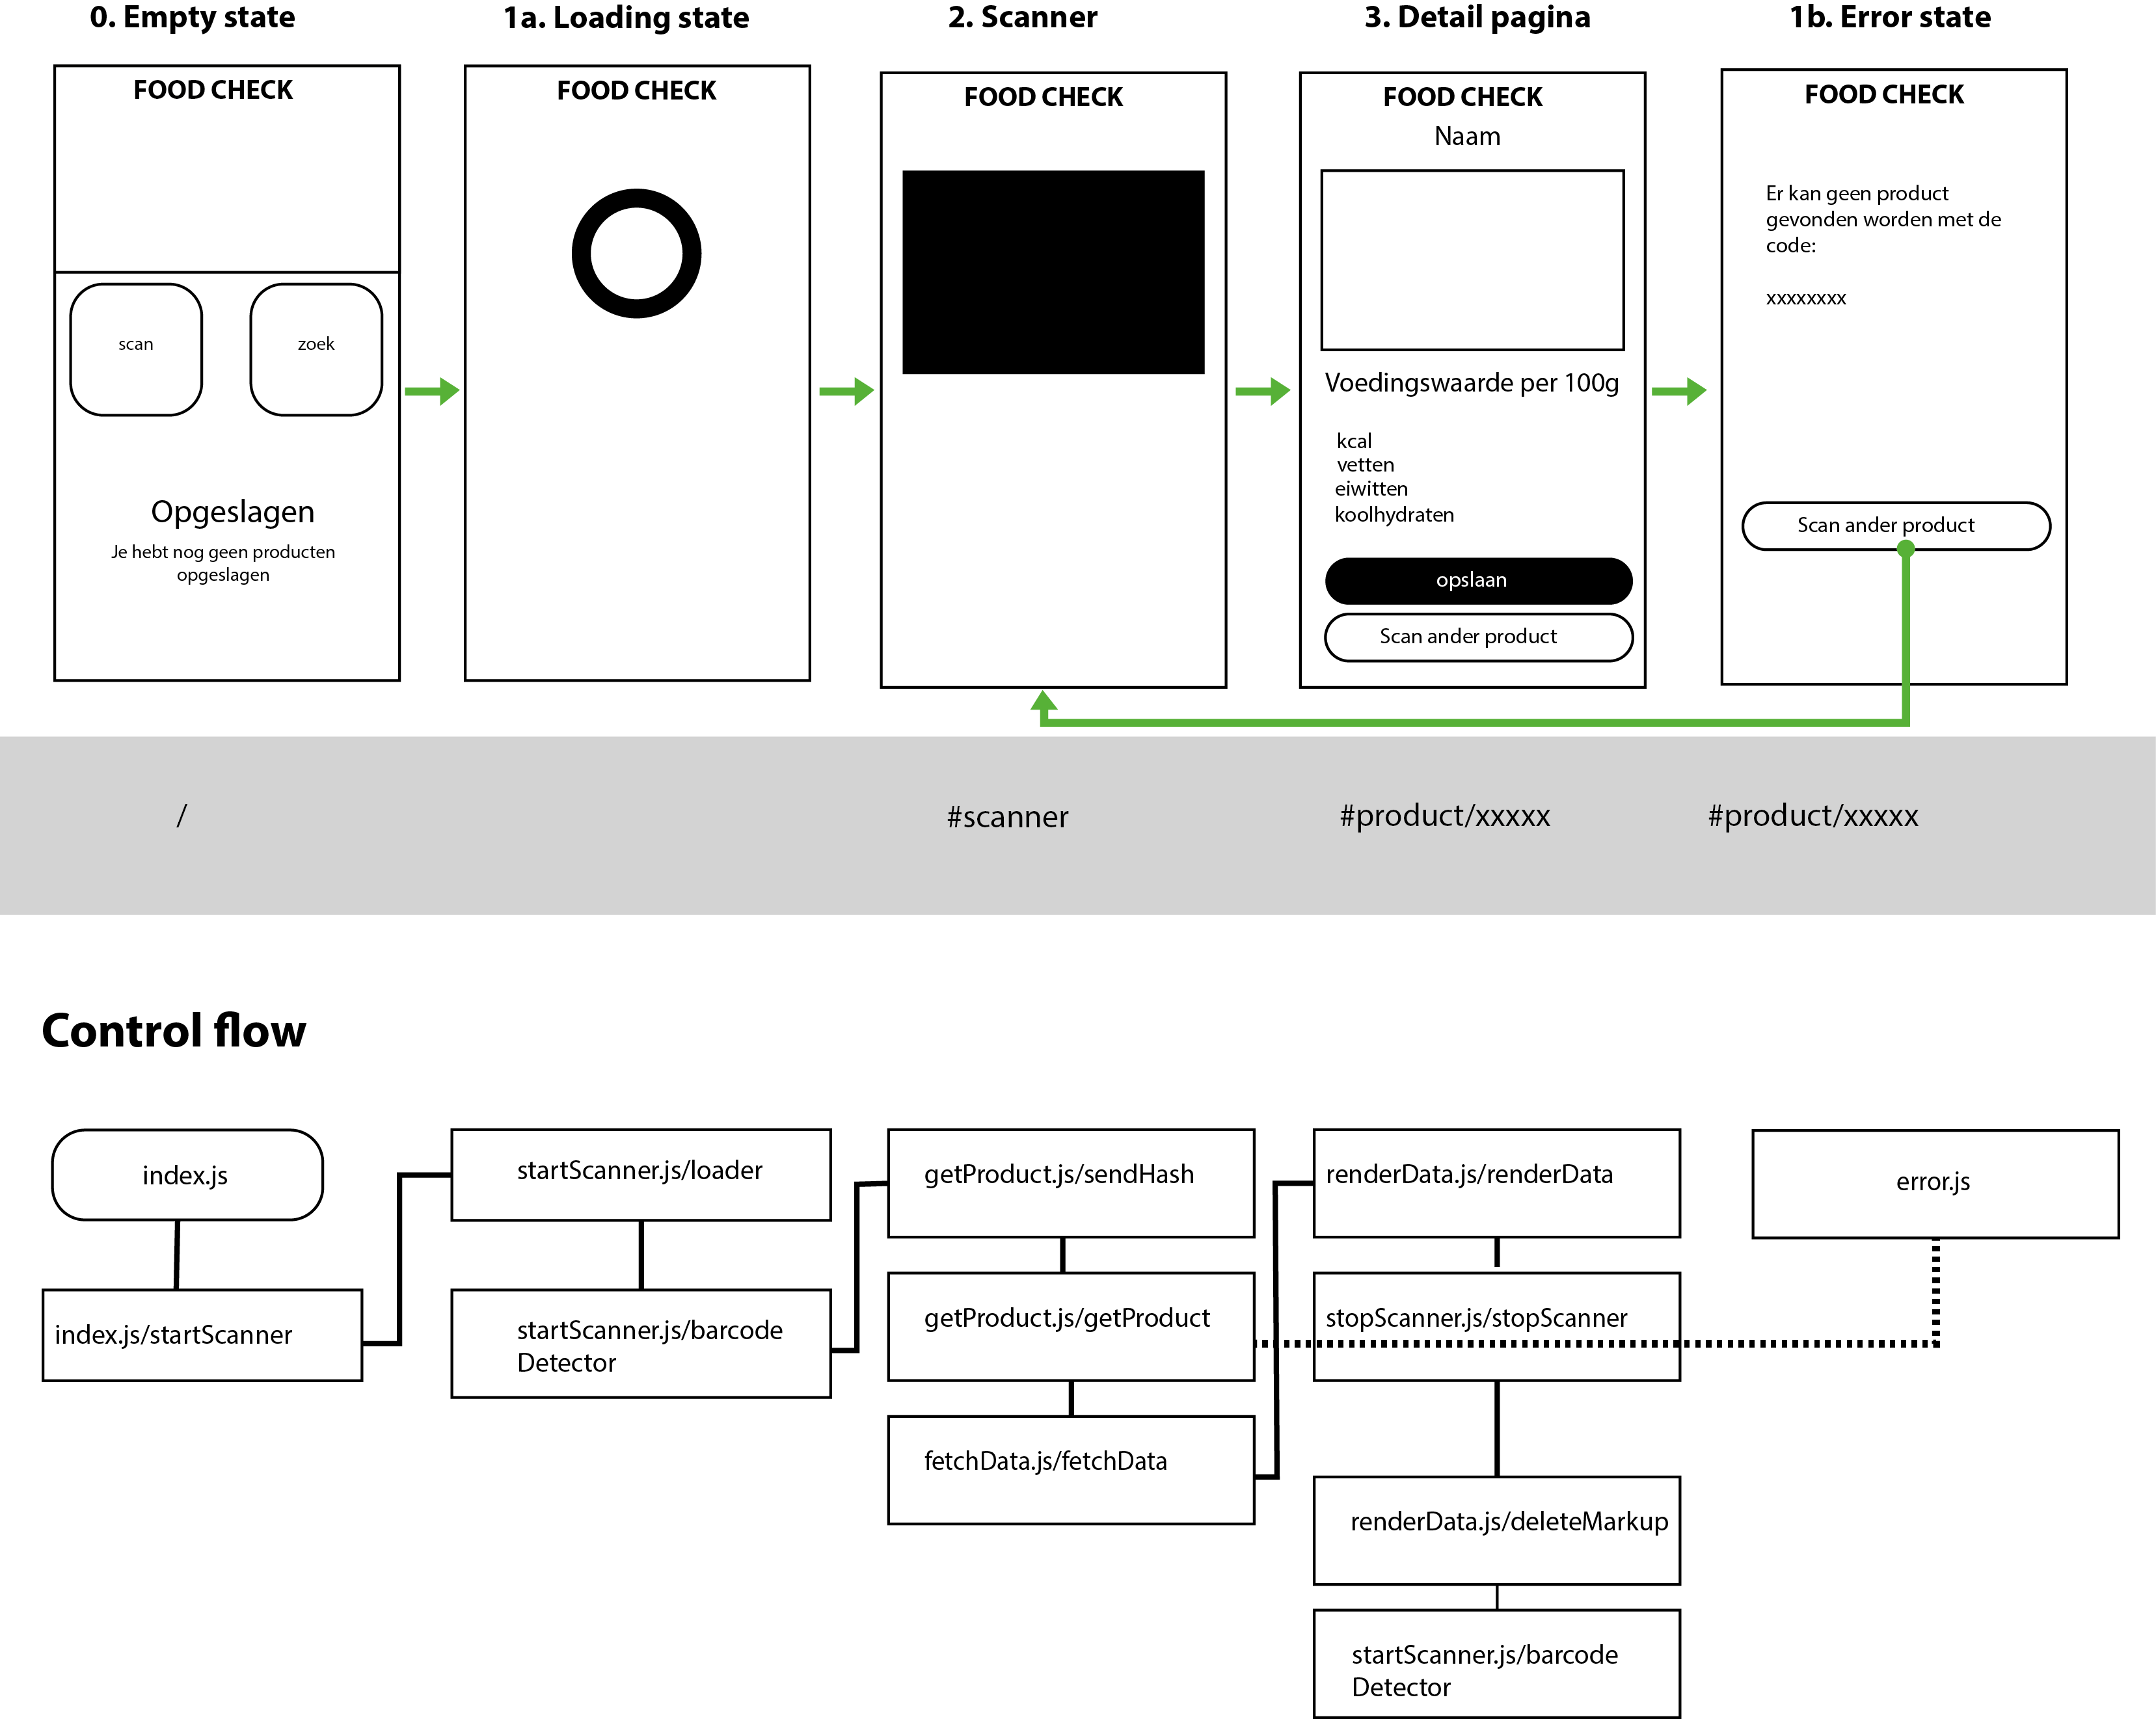 0. Empty state
1a. Loading state
2. Scanner
3. Detail pagina
1b. Error state
FOOD CHECK
scan
zoek
Opgeslagen
Je hebt nog geen producten
opgeslagen
FOOD CHECK
FOOD CHECK
FOOD CHECK
Naam
Voedingswaarde per 100g
kcal
vetten
eiwitten
koolhydraten
opslaan
Scan ander product
FOOD CHECK
Er kan geen product
gevonden worden met de
code:
xxxxxxxx
Scan ander product
/
#scanner
#product/xxxxx
#product/xxxxx
Control flow
index.js
index.js/startScanner
startScanner.js/loader
startScanner.js/barcode
Detector
getProduct.js/sendHash
getProduct.js/getProduct
fetchData.js/fetchData
renderData.js/renderData
stopScanner.js/stopScanner
renderData.js/deleteMarkup
startScanner.js/barcode
Detector
error.js